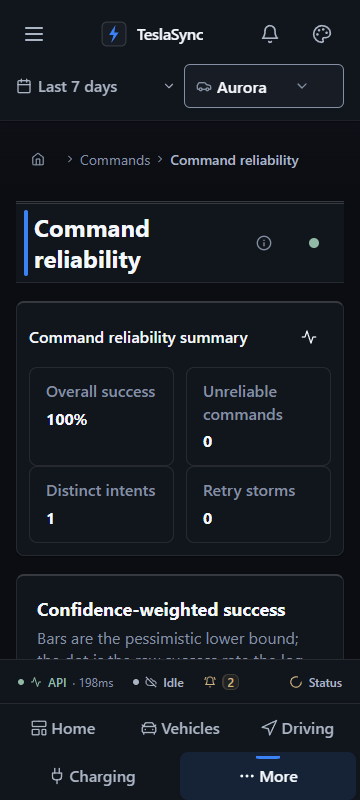 TeslaSync
Last 7 days
Aurora
Commands
Command reliability
Command
reliability
Command reliability summary
Overall success
100%
Unreliable
commands
0
Distinct intents
1
Retry storms
0
Confidence-weighted success
Bars are the pessimistic lower bound;
API · 198ms
Idle
2
Status
Home
Vehicles
Driving
Charging
More